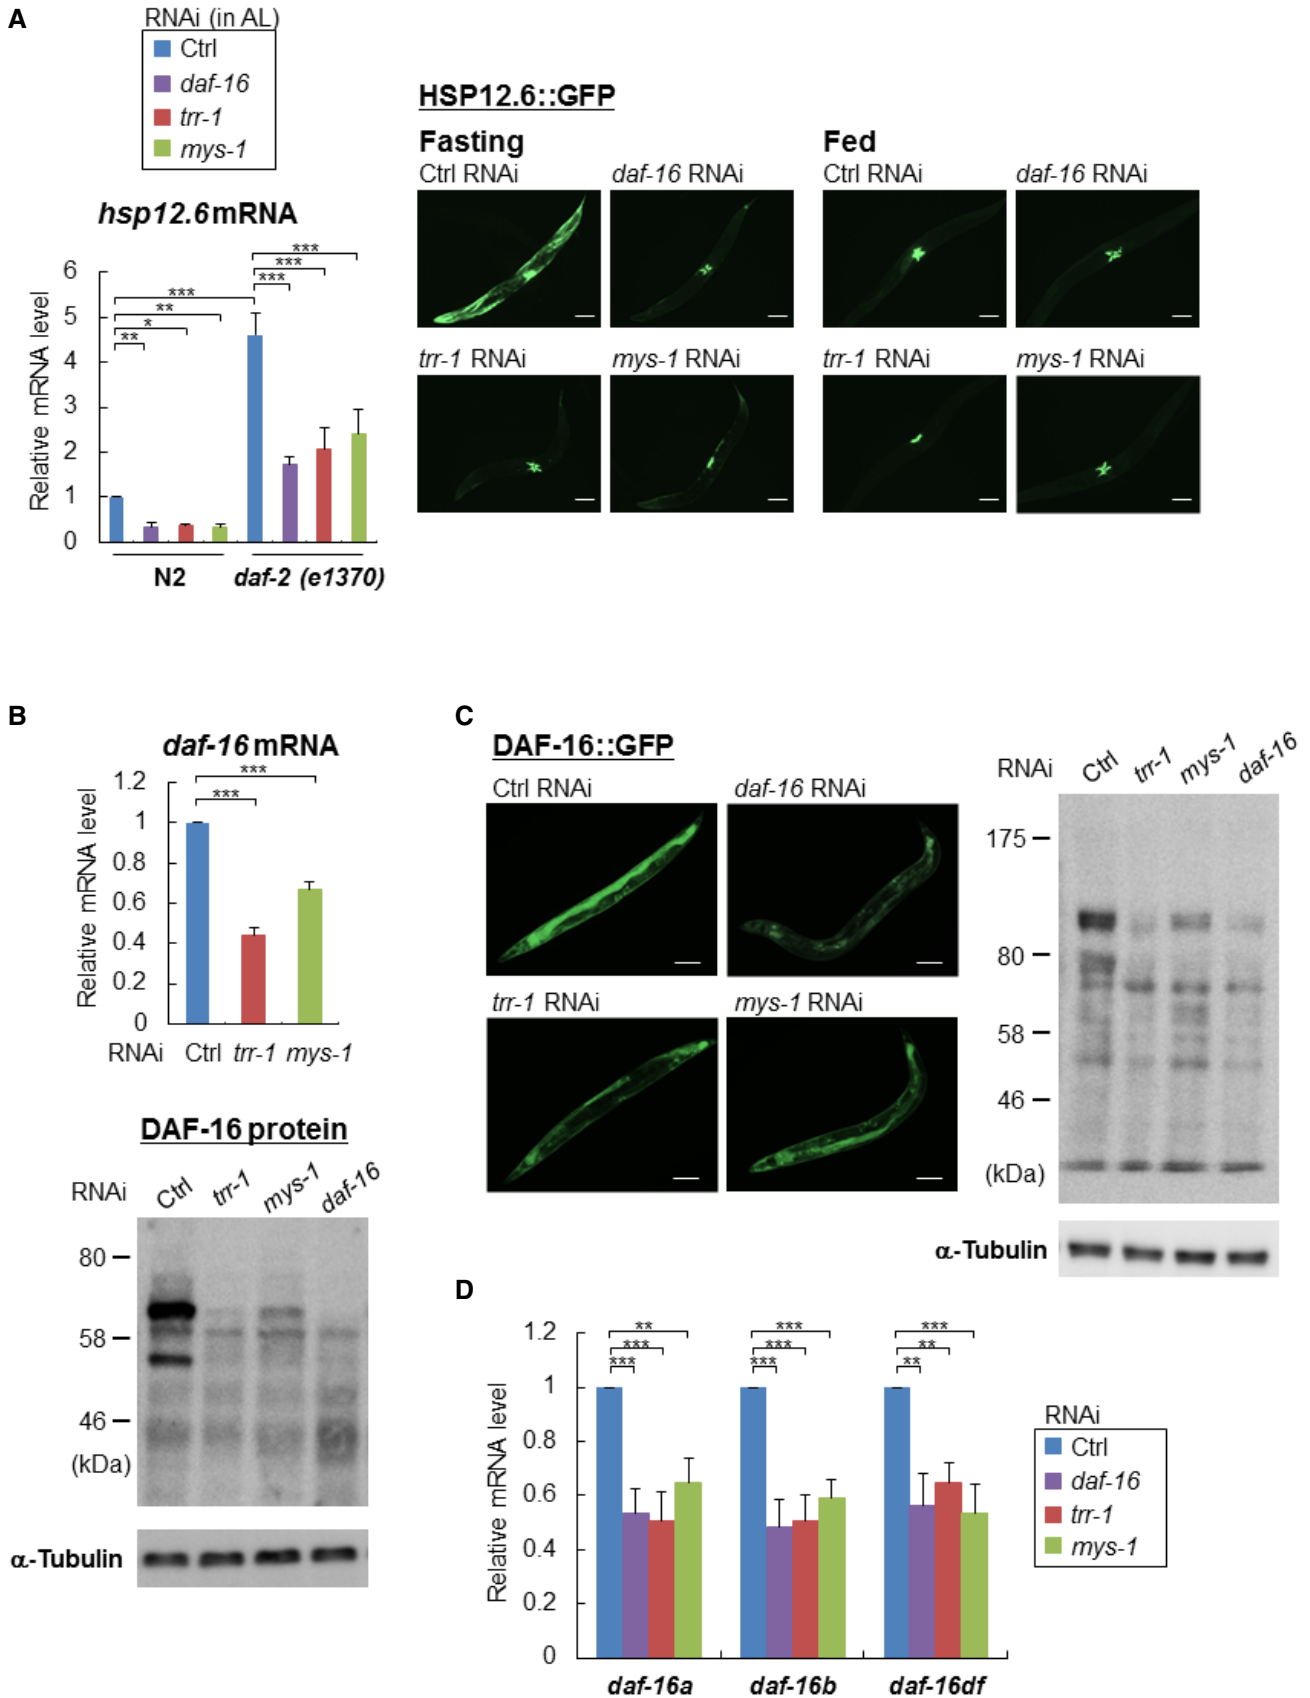 A
RNAi (in AL)
Ctrl
daf-16
trr-1
mys-1
hsp12.6 mRNA
Relative mRNA level
6
5
4
3
2
1
0
***
**
*
**
***
***
***
N2
daf-2 (e1370)
HSP12.6::GFP
Fasting
Fed
Ctrl RNAi
daf-16 RNAi
Ctrl RNAi
daf-16 RNAi
trr-1 RNAi
mys-1 RNAi
trr-1 RNAi
mys-1 RNAi
B
daf-16 mRNA
Relative mRNA level
1.2
1
0.8
0.6
0.4
0.2
0
***
***
RNAi Ctrl trr-1 mys-1
DAF-16 protein
RNAi Ctrl trr-1 mys-1 daf-16
80
58
46
(kDa)
α-Tubulin
C
DAF-16::GFP
Ctrl RNAi
daf-16 RNAi
trr-1 RNAi
mys-1 RNAi
RNAi Ctrl trr-1 mys-1 daf-16
175
80
58
46
(kDa)
α-Tubulin
D
Relative mRNA level
1.2
1
0.8
0.6
0.4
0.2
0
**
***
***
***
***
***
***
**
**
daf-16a
daf-16b
daf-16df
RNAi
Ctrl
daf-16
trr-1
mys-1